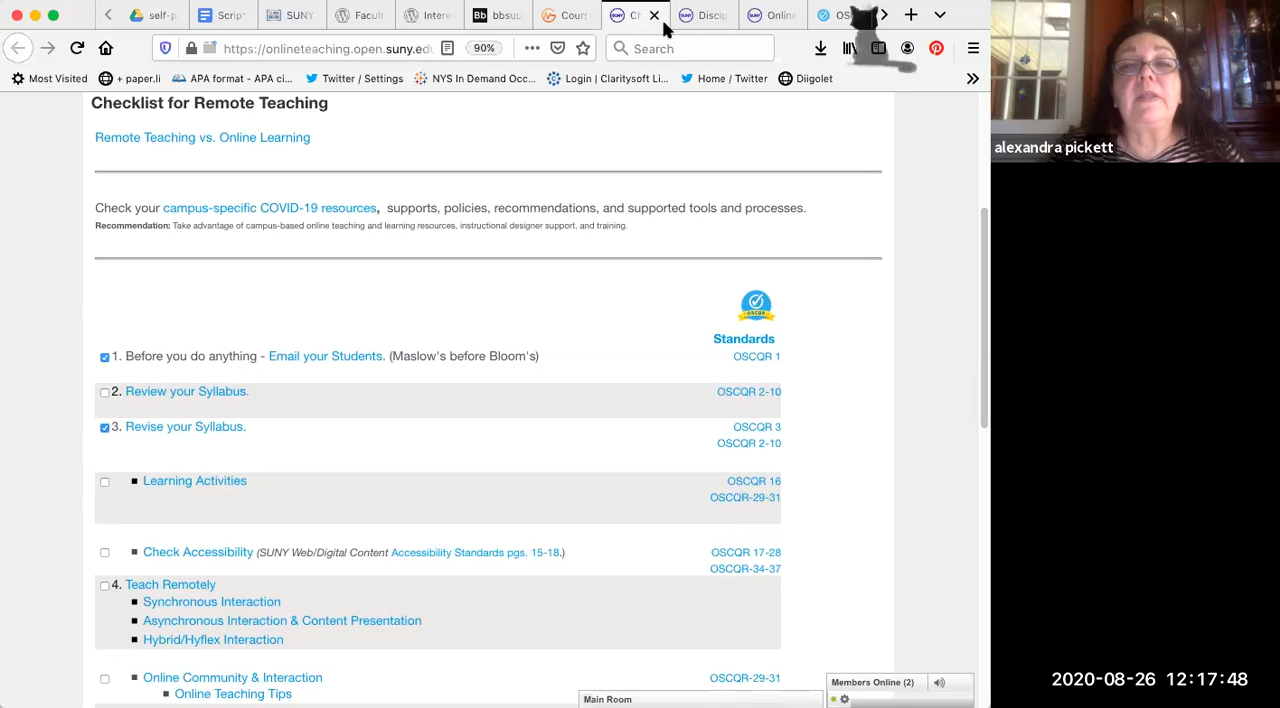 self-p
Script
SUNY
Facult
Interes
Bb bbsup
Course
Ch
Discip
Online
OS
https://onlineteaching.open.suny.edu
90%
Search
Most Visited
+ paper.li
APA format - APA ci...
Twitter / Settings
NYS In Demand Occ...
Login | Claritysoft Li...
Home / Twitter
Diigolet
Checklist for Remote Teaching
Remote Teaching vs. Online Learning
Check your campus-specific COVID-19 resources, supports, policies, recommendations, and supported tools and processes.
Recommendation: Take advantage of campus-based online teaching and learning resources, instructional designer support, and training.
OSCQR
Standards
1. Before you do anything - Email your Students. (Maslow's before Bloom's) OSCQR 1
2. Review your Syllabus. OSCQR 2-10
3. Revise your Syllabus. OSCQR 3
OSCQR 2-10
Learning Activities OSCQR 16
OSCQR-29-31
Check Accessibility (SUNY Web/Digital Content Accessibility Standards pgs. 15-18.) OSCQR 17-28
OSCQR-34-37
4. Teach Remotely
Synchronous Interaction
Asynchronous Interaction & Content Presentation
Hybrid/Hyflex Interaction
Online Community & Interaction OSCQR-29-31
Online Teaching Tips
Members Online (2)
Main Room
alexandra pickett
2020-08-26 12:17:48